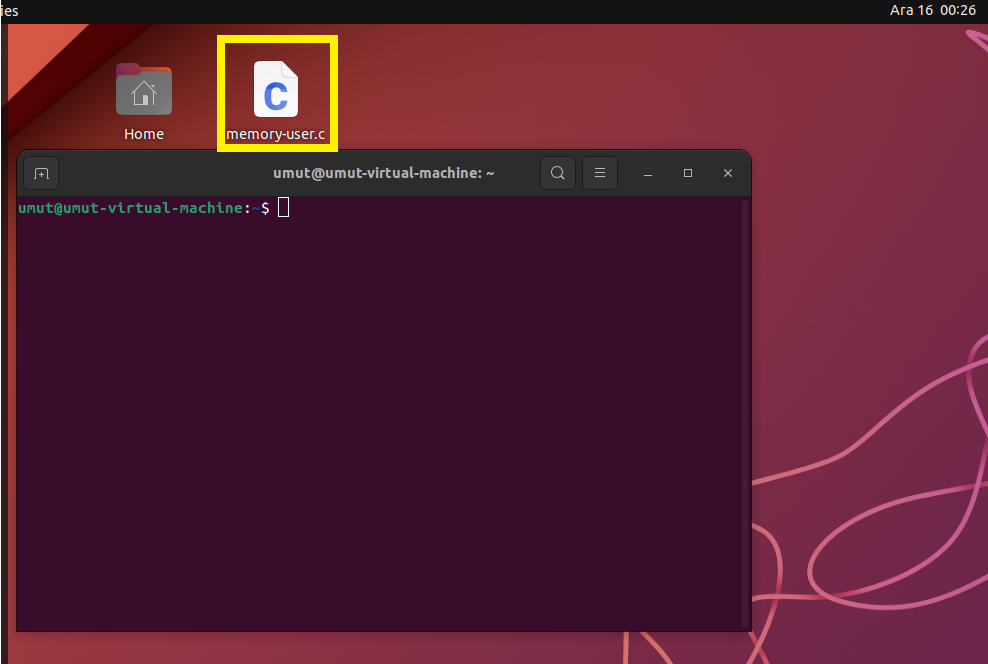 ies
Ara 16 00:26
Home
memory-user.c
umut@umut-virtual-machine: ~
umut@umut-virtual-machine:~$